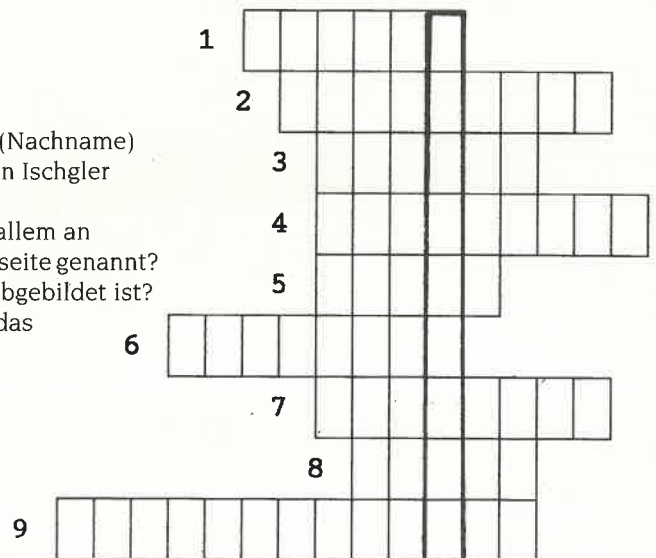 1
2
(Nachname)
n Ischgler
3
allem an
4
seite genannt?
bgebildet ist?
5
das
6
7
8
9